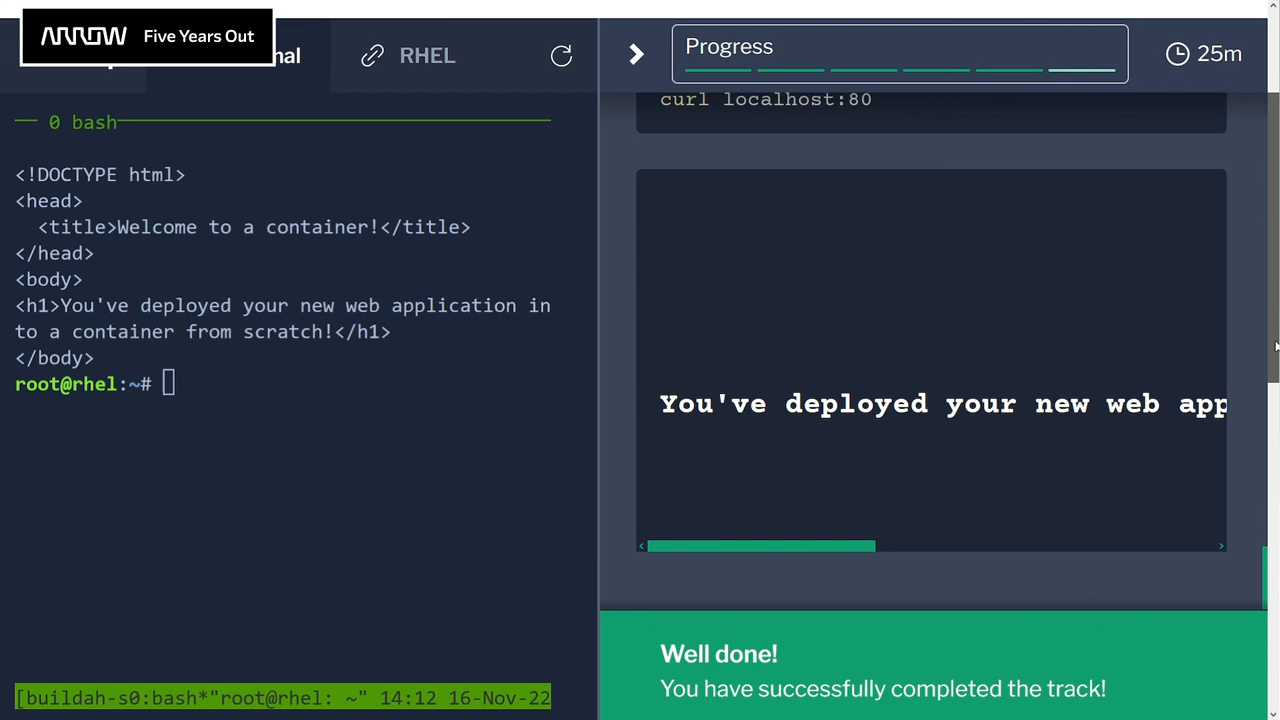 ARROW Five Years Out
nal
RHEL
Progress
25m
0 bash
<!DOCTYPE html>
<head>
<title>Welcome to a container!</title>
</head>
<body>
<h1>You've deployed your new web application in
to a container from scratch!</h1>
</body>
root@rhel:~#
curl localhost:80
You've deployed your new web app
Well done!
You have successfully completed the track!
[buildah-s0:bash*"root@rhel: ~" 14:12 16-Nov-22